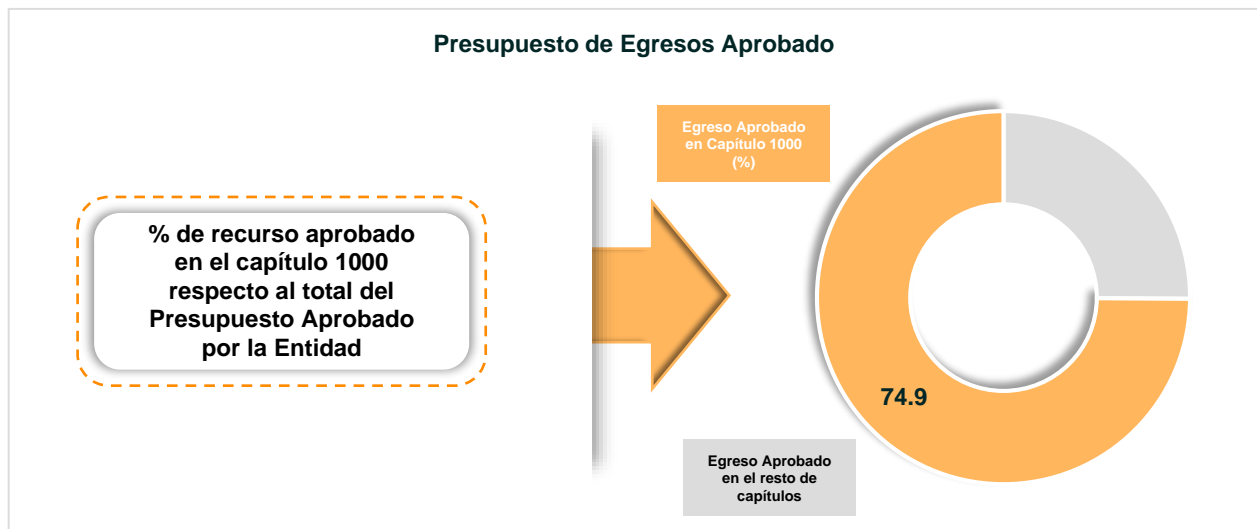 Presupuesto de Egresos Aprobado
Egreso Aprobado
en Capítulo 1000
(%)
% de recurso aprobado
en el capítulo 1000
respecto al total del
Presupuesto Aprobado
por la Entidad
74.9
Egreso Aprobado
en el resto de
capítulos